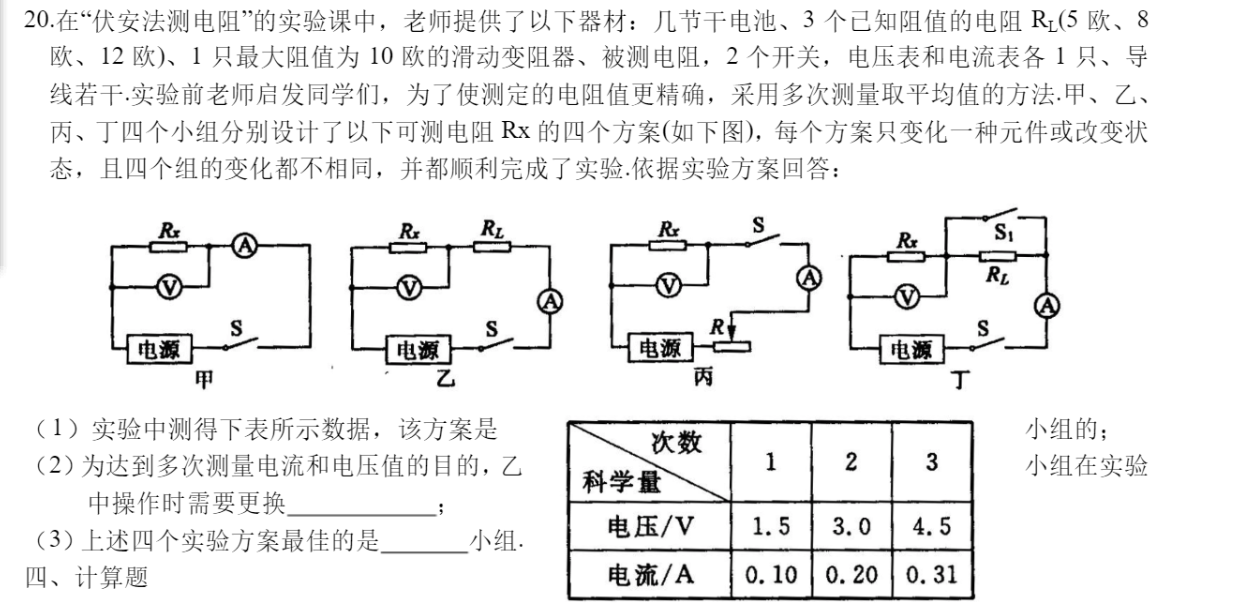 20.在“伏安法测电阻”的实验课中，老师提供了以下器材：几节干电池、3 个已知阻值的电阻 RL(5 欧、8
欧、12 欧)、1 只最大阻值为 10 欧的滑动变阻器、被测电阻，2 个开关，电压表和电流表各 1 只、导
线若干.实验前老师启发同学们，为了使测定的电阻值更精确，采用多次测量取平均值的方法.甲、乙、
丙、丁四个小组分别设计了以下可测电阻 Rx 的四个方案(如下图)，每个方案只变化一种元件或改变状
态，且四个组的变化都不相同，并都顺利完成了实验.依据实验方案回答：
Rx A V 电源 S 甲
Rx RL V A 电源 S 乙
Rx S V A R 电源 丙
Rx S1 RL V A 电源 S 丁
（1）实验中测得下表所示数据，该方案是 小组的；
（2）为达到多次测量电流和电压值的目的，乙 小组在实验
中操作时需要更换____________；
（3）上述四个实验方案最佳的是_______小组.
四、计算题
次数 1 2 3
科学量
电压/V 1.5 3.0 4.5
电流/A 0.10 0.20 0.31